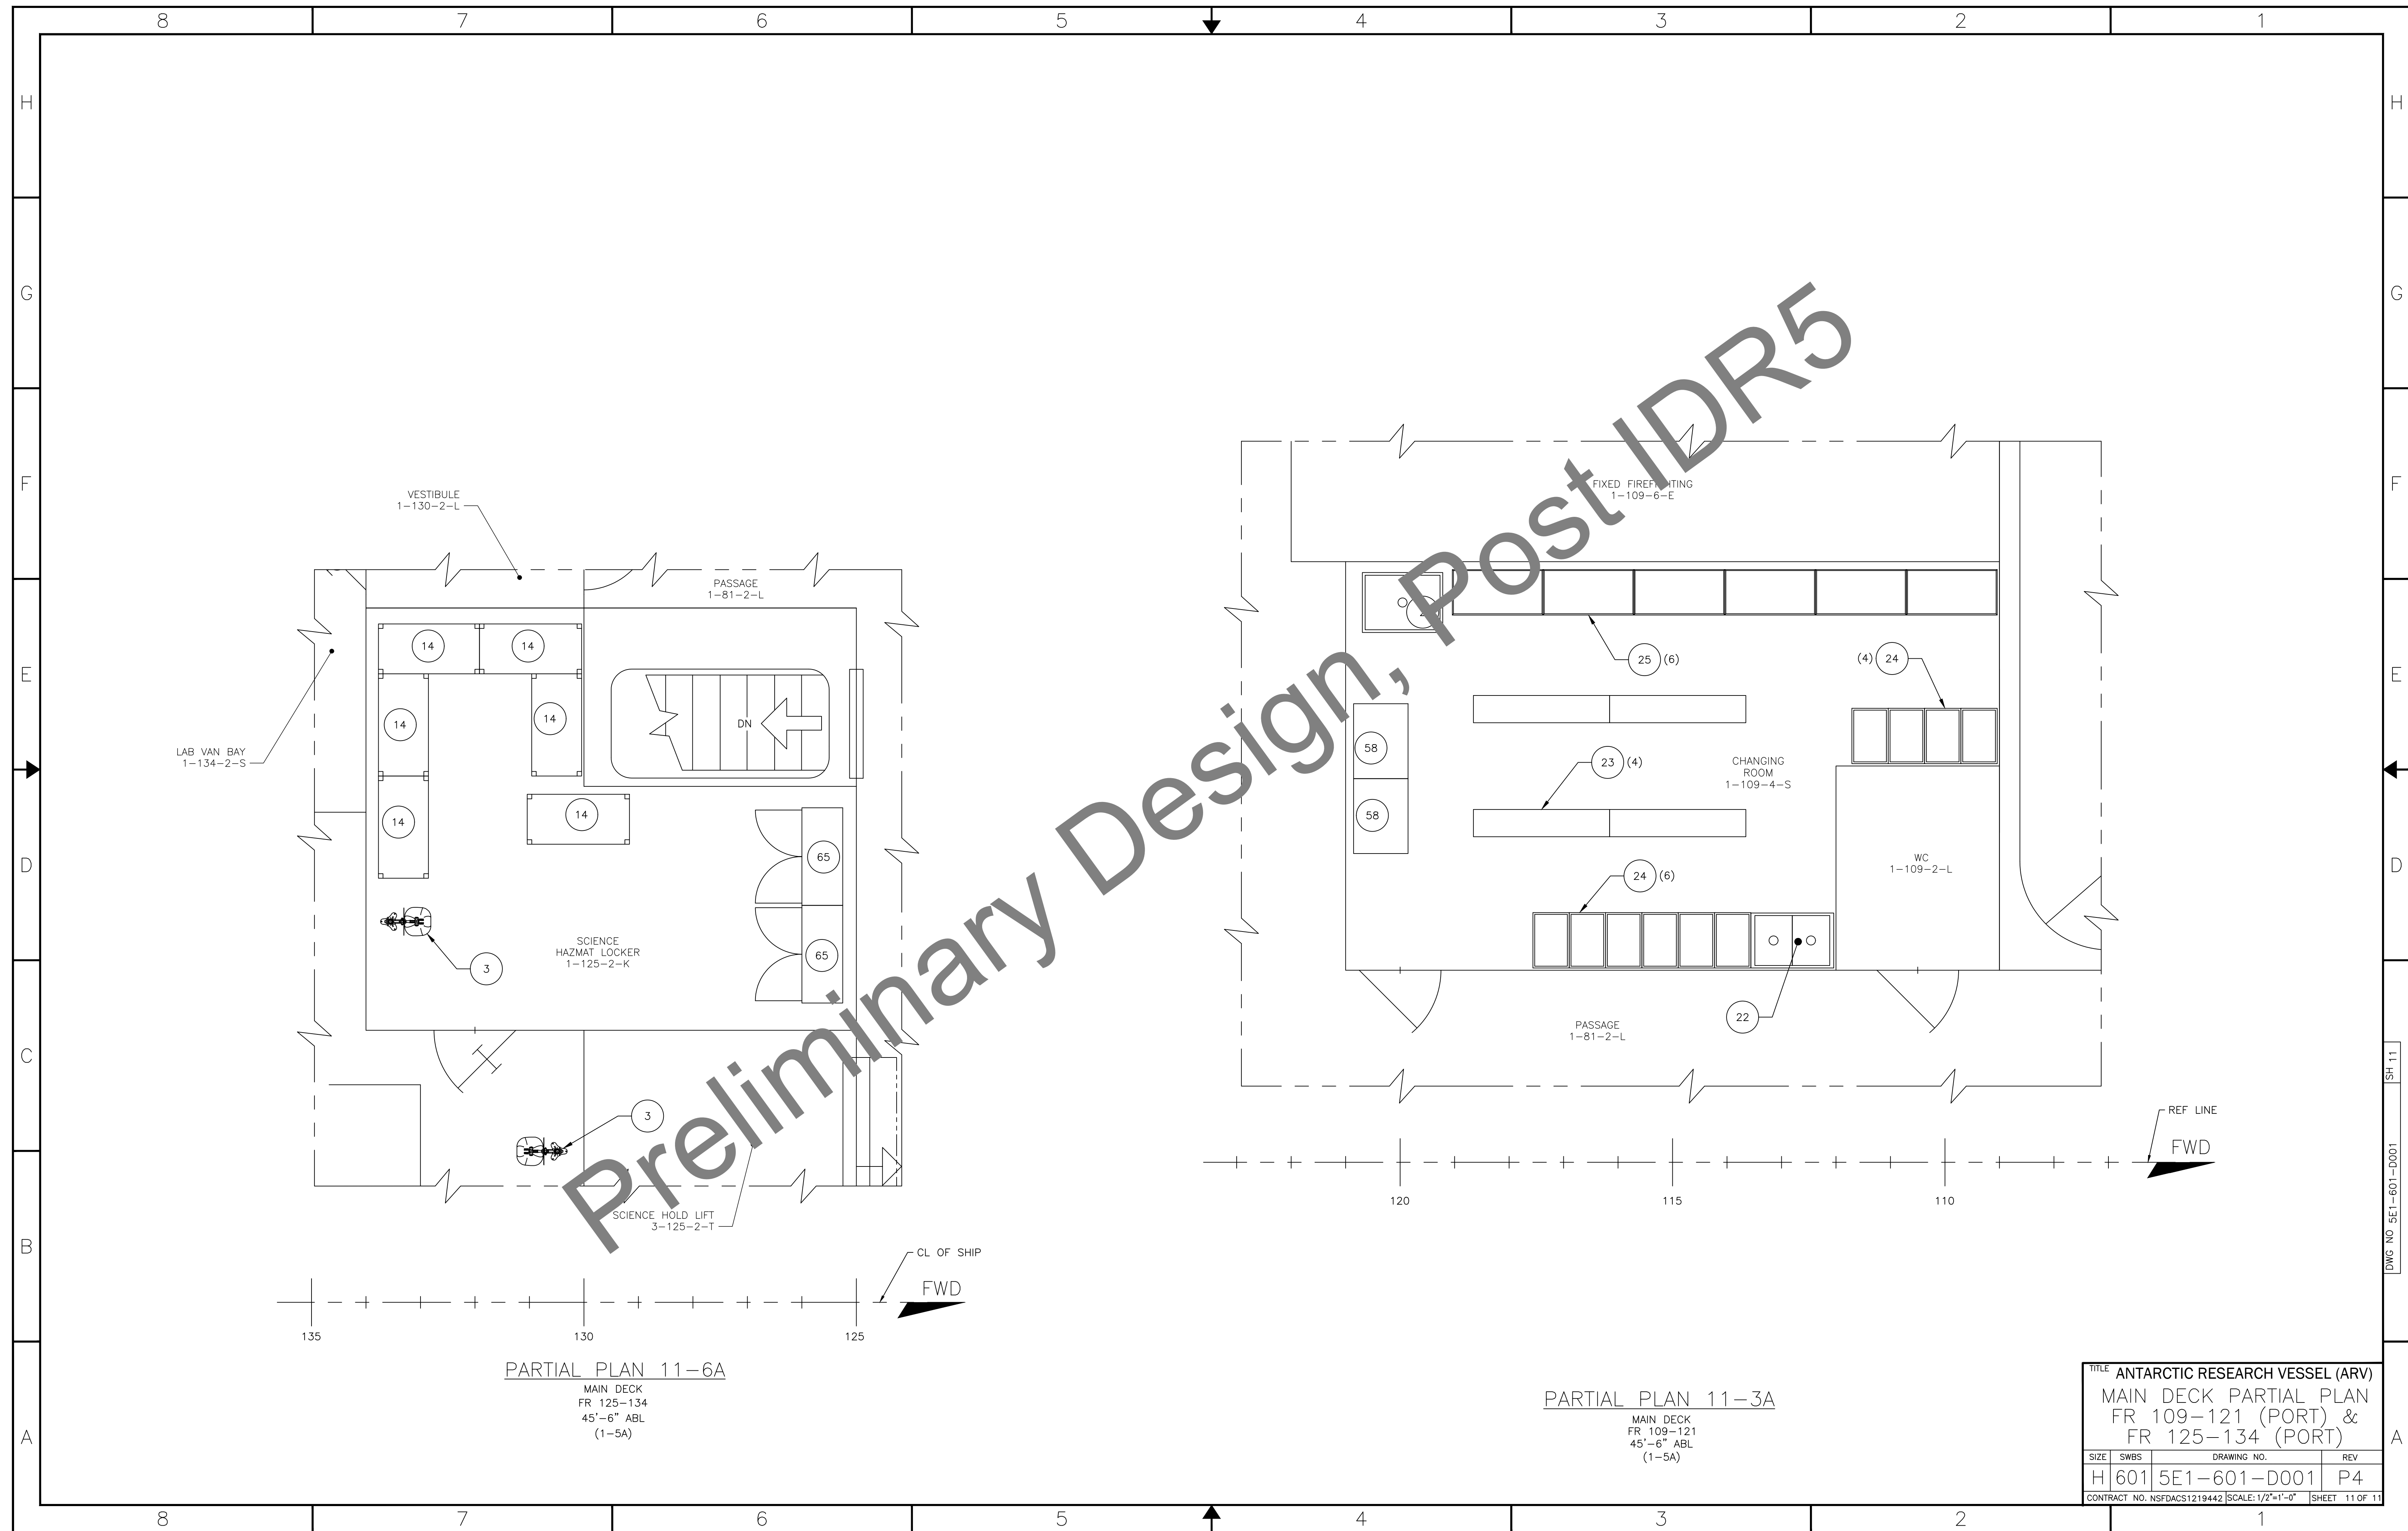 8 7 6 5 4 3 2 1
H H
G G
F F
E E
D D
C C
B B
A A
VESTIBULE
1-130-2-L
PASSAGE
1-81-2-L
14 14
14 14
14 14
LAB VAN BAY
1-134-2-S
DN
65
65
3
SCIENCE
HAZMAT LOCKER
1-125-2-K
3
SCIENCE HOLD LIFT
3-125-2-T
CL OF SHIP
FWD
135 130 125
PARTIAL PLAN 11-6A
MAIN DECK
FR 125-134
45'-6" ABL
(1-5A)
FIXED FIREFIGHTING
1-109-6-E
25 (6)
(4) 24
58
58
23 (4)
CHANGING
ROOM
1-109-4-S
WC
1-109-2-L
24 (6)
22
PASSAGE
1-81-2-L
REF LINE
FWD
120 115 110
PARTIAL PLAN 11-3A
MAIN DECK
FR 109-121
45'-6" ABL
(1-5A)
Preliminary Design, Post IDR5
DWG NO 5E1-601-D001 SH 11
TITLE ANTARCTIC RESEARCH VESSEL (ARV)
MAIN DECK PARTIAL PLAN
FR 109-121 (PORT) &
FR 125-134 (PORT)
SIZE SWBS DRAWING NO. REV
H 601 5E1-601-D001 P4
CONTRACT NO. NSFDACS1219442 SCALE: 1/2"=1'-0" SHEET 11 OF 11
8 7 6 5 4 3 2 1